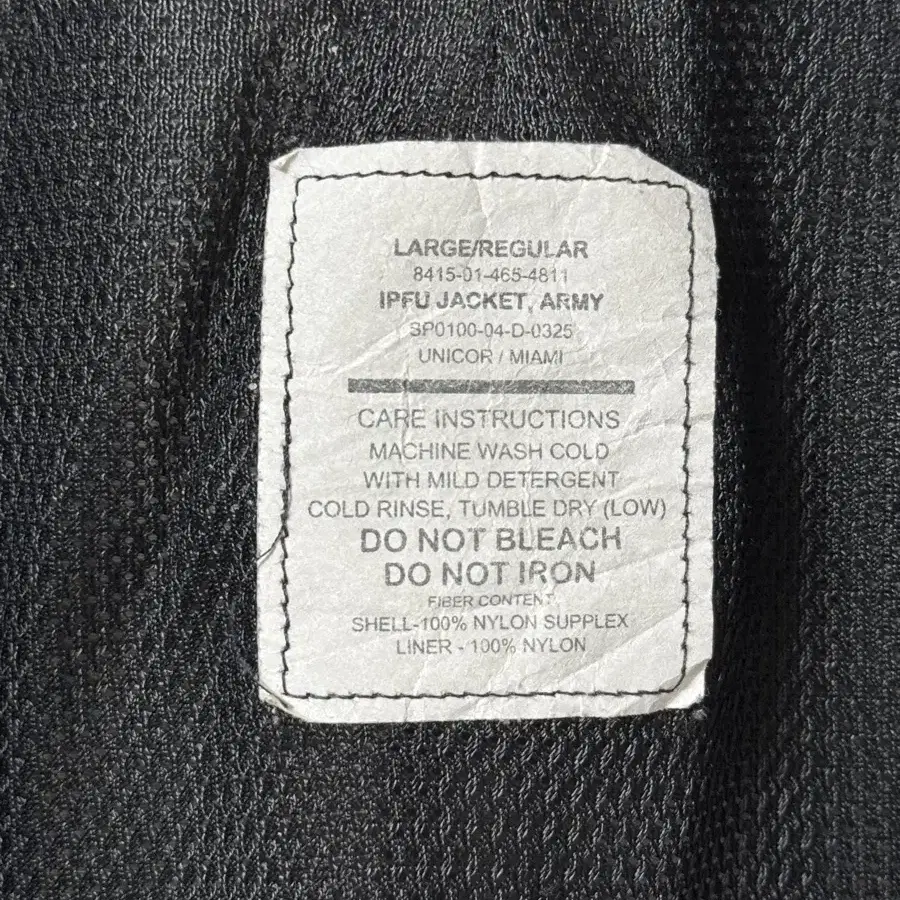 LARGE/REGULAR
8415-01-465-4811
IPFU JACKET, ARMY
SP0100-04-D-0325
UNICOR / MIAMI
CARE INSTRUCTIONS
MACHINE WASH COLD
WITH MILD DETERGENT
COLD RINSE, TUMBLE DRY (LOW)
DO NOT BLEACH
DO NOT IRON
FIBER CONTENT
SHELL-100% NYLON SUPPLEX
LINER - 100% NYLON